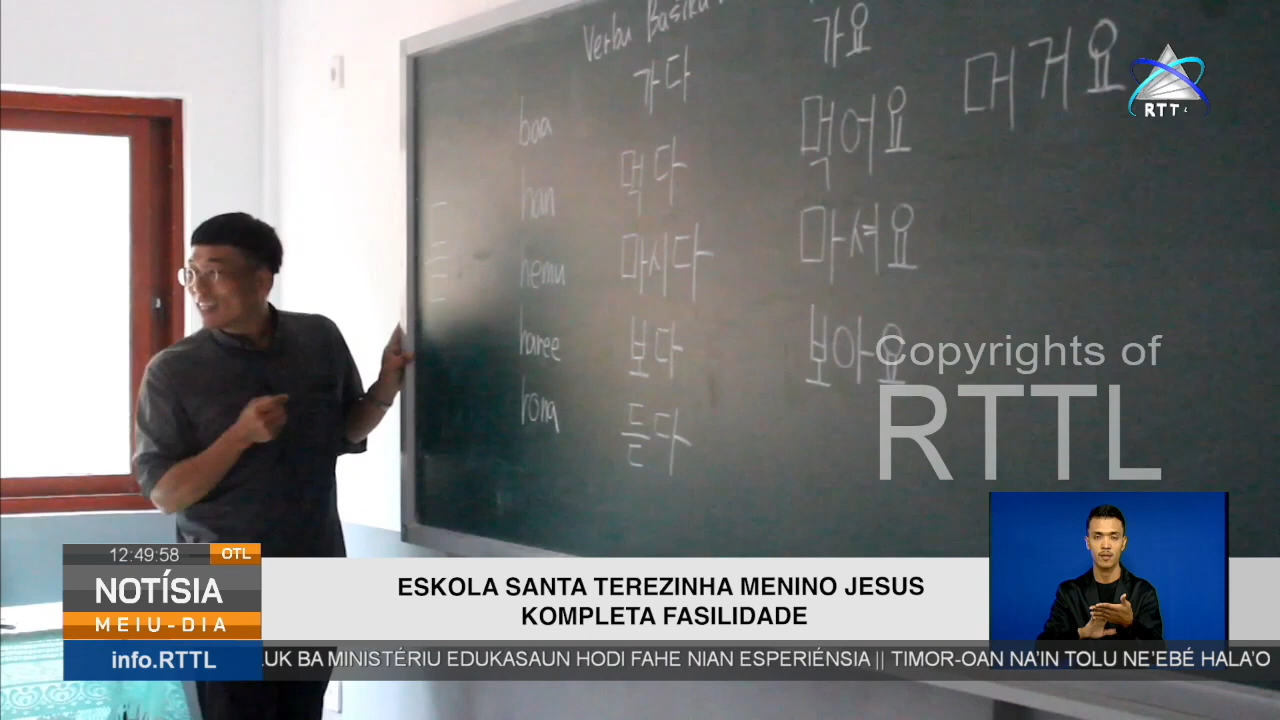 Verbu Basiku
baa 가다 가요 머거요
han 먹다 먹어요
hemu 마시다 마셔요
haree 보다 보아요
rona 듣다
RTT
Copyrights of
RTTL
12:49:58 OTL
NOTÍSIA
MEIU-DIA
ESKOLA SANTA TEREZINHA MENINO JESUS
KOMPLETA FASILIDADE
info.RTTL
LUK BA MINISTÉRIU EDUKASAUN HODI FAHE NIAN ESPERIÉNSIA || TIMOR-OAN NA'IN TOLU NE'EBÉ HALA'O